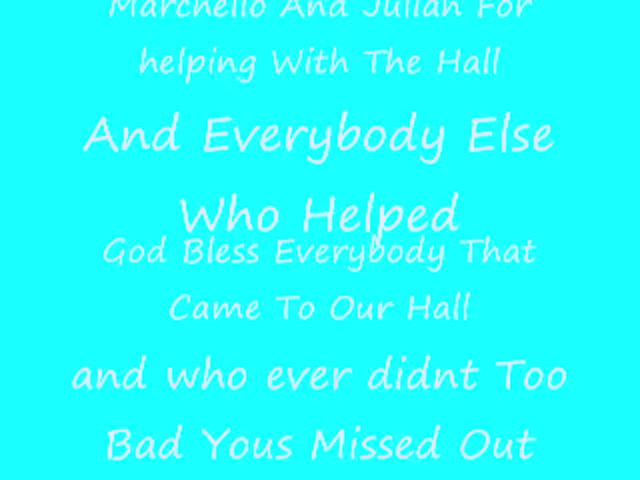 Marchello And Julian For
helping With The Hall
And Everybody Else
Who Helped
God Bless Everybody That
Came To Our Hall
and who ever didnt Too
Bad Yous Missed Out